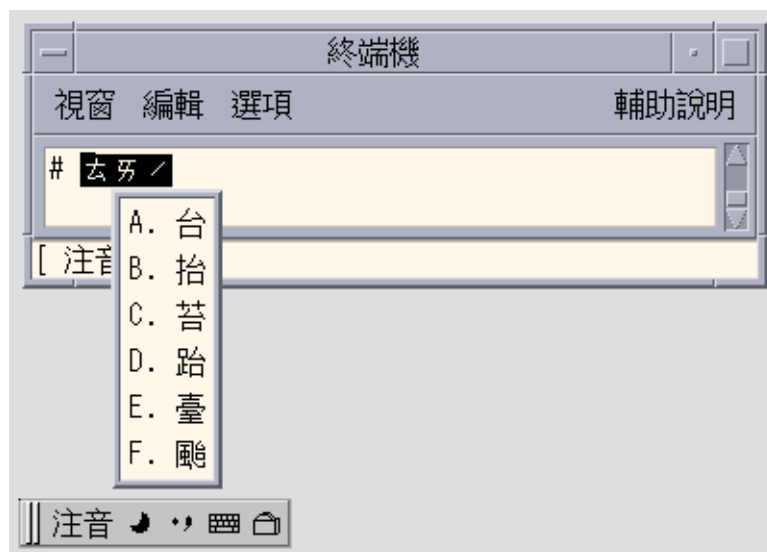 終端機
視窗 編輯 選項 輔助說明
# ㄊㄞˊ
A. 台
B. 抬
C. 苔
D. 跆
E. 臺
F. 颱
[ 注音
注音